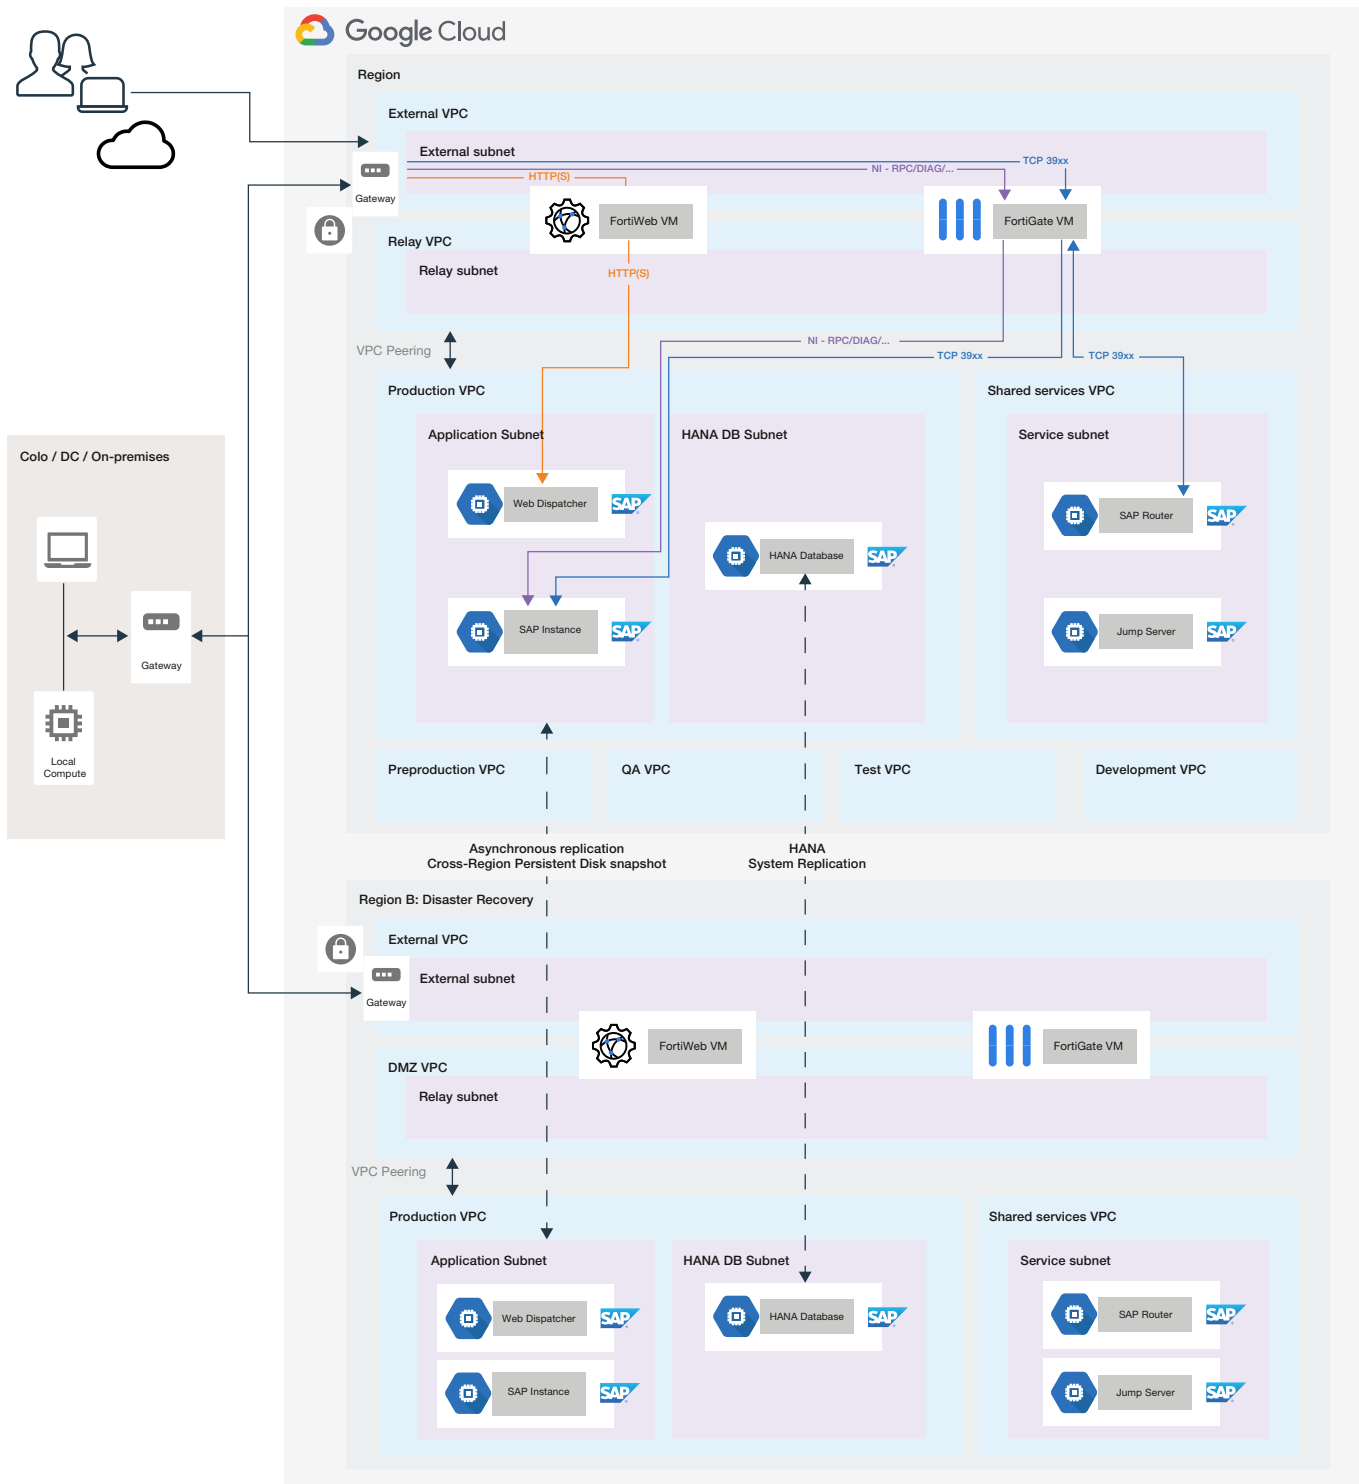 Google Cloud
Region
External VPC
External subnet
TCP 39xx
NI - RPC/DIAG/...
HTTP(S)
Gateway
FortiWeb VM
FortiGate VM
Relay VPC
Relay subnet
HTTP(S)
VPC Peering
NI - RPC/DIAG/...
TCP 39xx
TCP 39xx
Production VPC
Shared services VPC
Application Subnet
HANA DB Subnet
Service subnet
Colo / DC / On-premises
Web Dispatcher
SAP
SAP Router
SAP
HANA Database
SAP
SAP Instance
SAP
Jump Server
SAP
Gateway
Local
Compute
Preproduction VPC
QA VPC
Test VPC
Development VPC
Asynchronous replication
Cross-Region Persistent Disk snapshot
HANA
System Replication
Region B: Disaster Recovery
External VPC
External subnet
Gateway
FortiWeb VM
FortiGate VM
DMZ VPC
Relay subnet
VPC Peering
Production VPC
Shared services VPC
Application Subnet
HANA DB Subnet
Service subnet
Web Dispatcher
SAP
HANA Database
SAP
SAP Router
SAP
SAP Instance
SAP
Jump Server
SAP